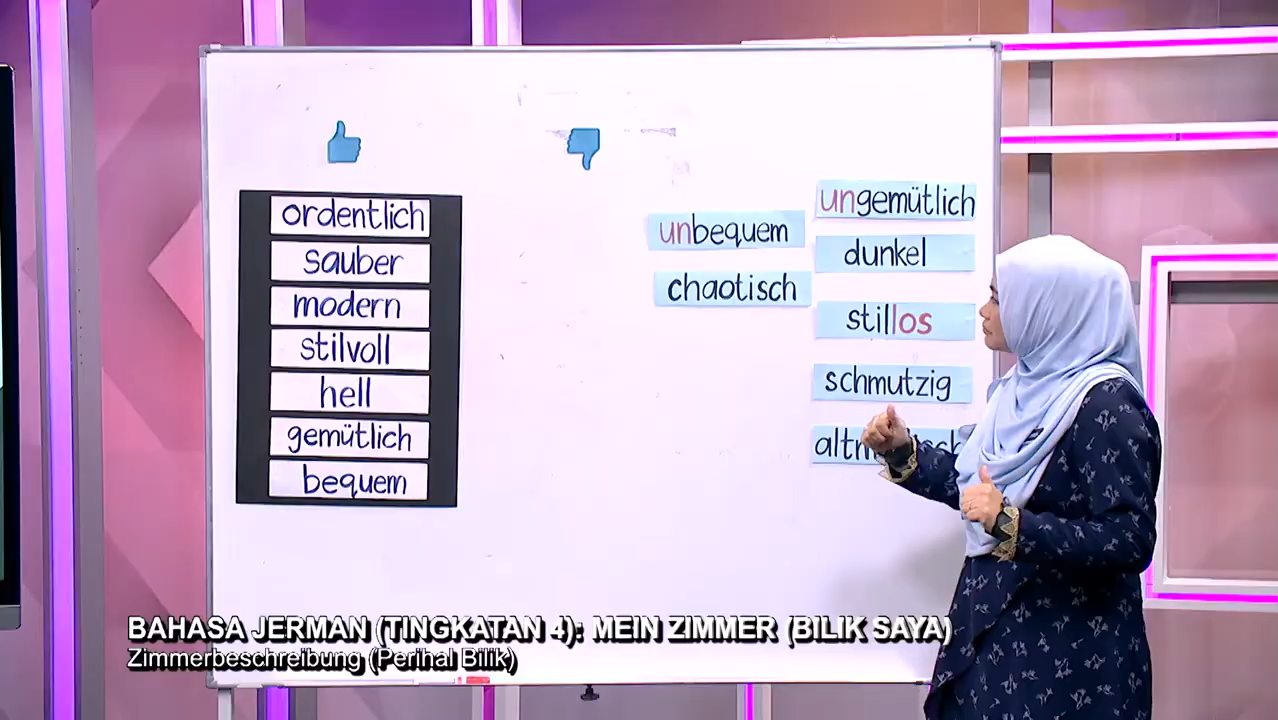 ordentlich
sauber
modern
stilvoll
hell
gemütlich
bequem
unbequem
chaotisch
ungemütlich
dunkel
stillos
schmutzig
BAHASA JERMAN (TINGKATAN 4): MEIN ZIMMER (BILIK SAYA)
Zimmerbeschreibung (Perihal Bilik)